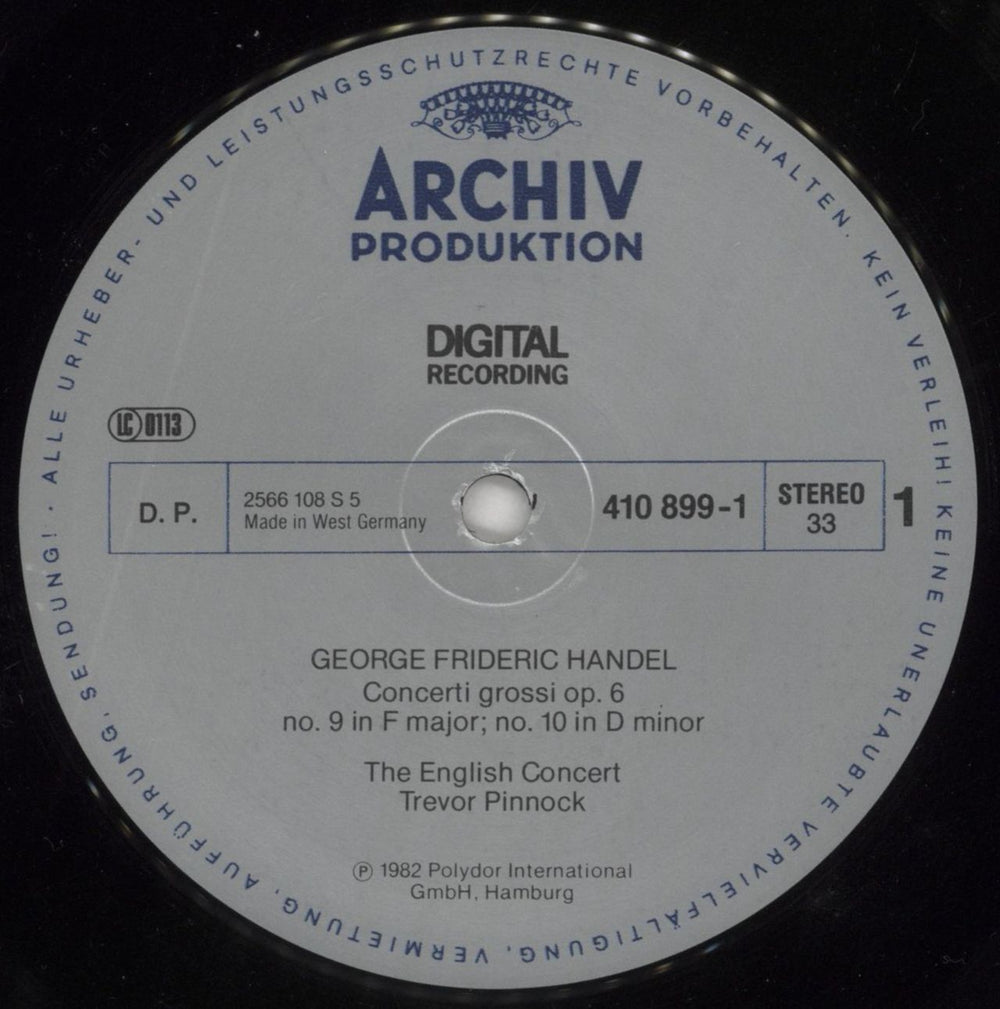 ALLE URHEBER- UND LEISTUNGSSCHUTZRECHTE VORBEHALTEN. KEIN VERLEIH! KEINE UNERLAUBTE VERVIELFÄLTIGUNG, VERMIETUNG, AUFFÜHRUNG, SENDUNG! ·
ARCHIV
PRODUKTION
DIGITAL
RECORDING
LC 0113
D. P.
2566 108 S 5
Made in West Germany
410 899-1
STEREO
33
1
GEORGE FRIDERIC HANDEL
Concerti grossi op. 6
no. 9 in F major; no. 10 in D minor
The English Concert
Trevor Pinnock
℗ 1982 Polydor International
GmbH, Hamburg